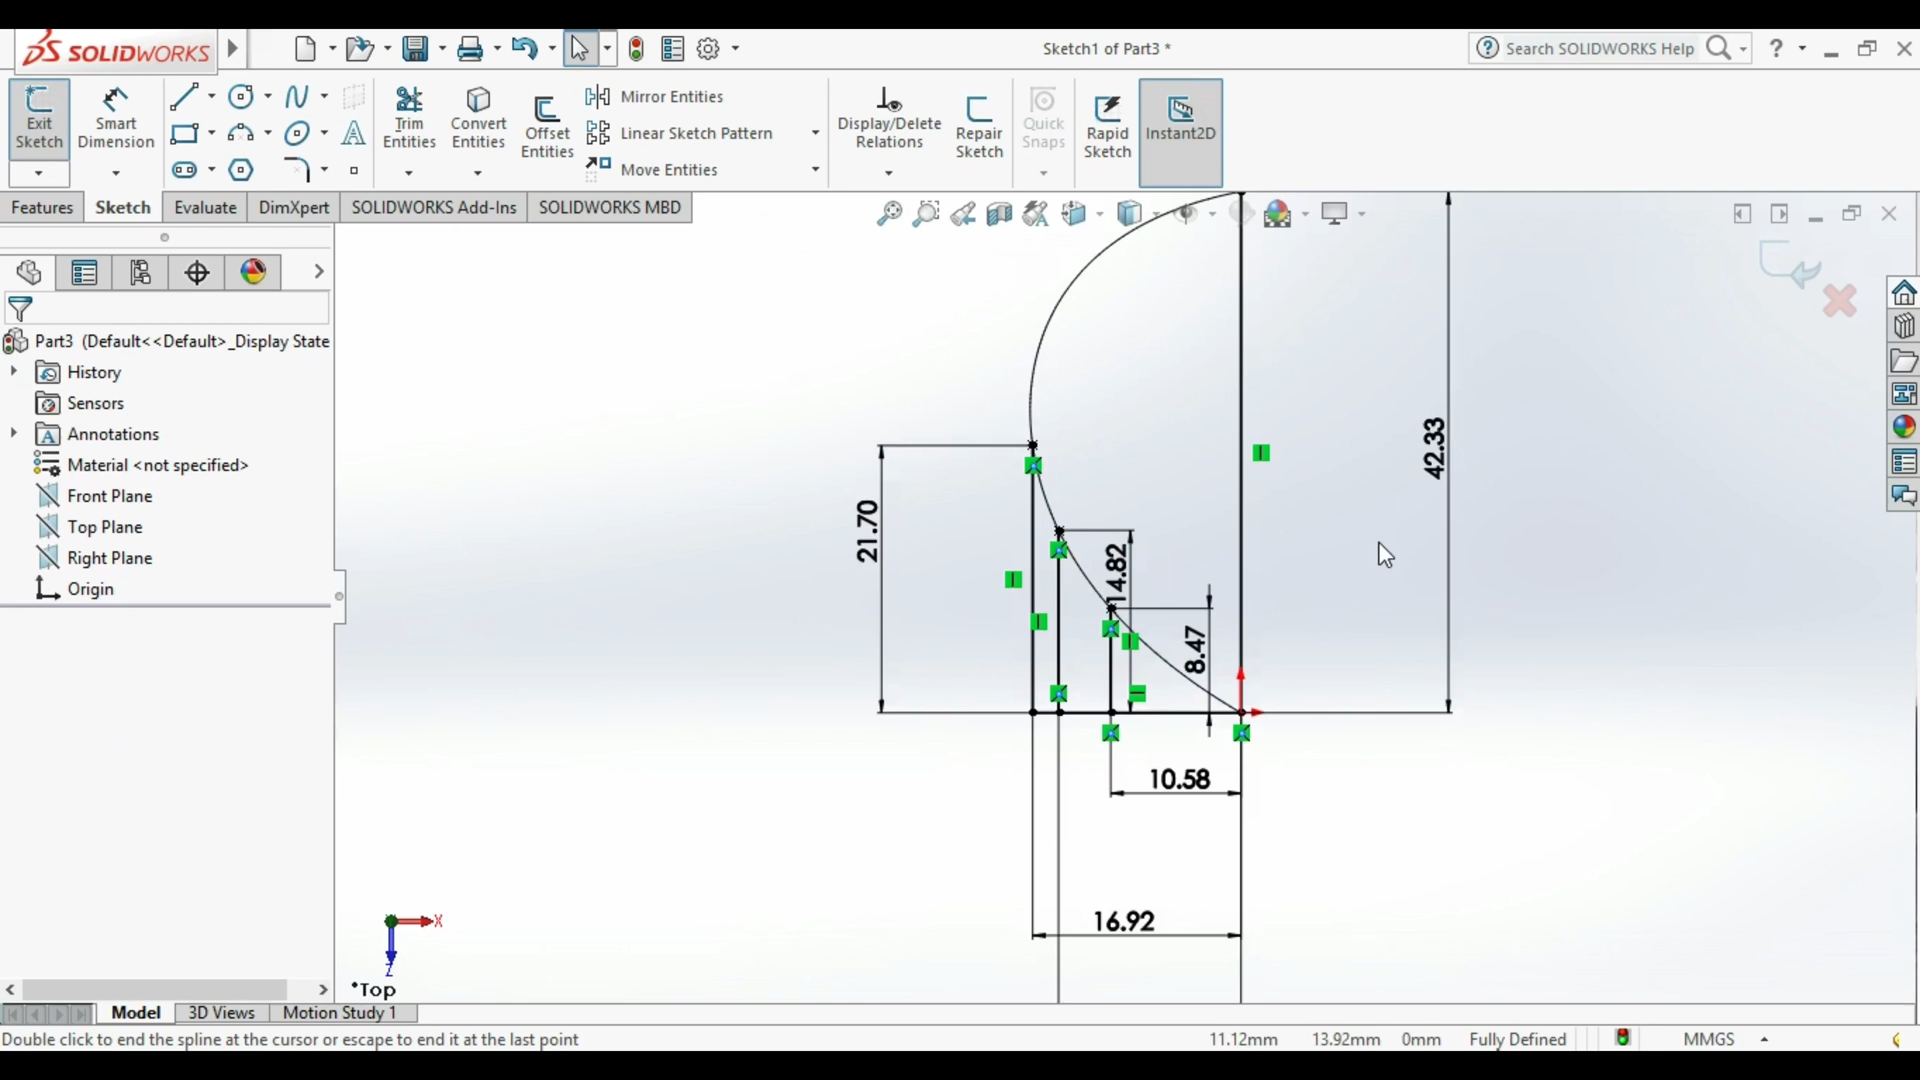 SOLIDWORKS
Sketch1 of Part3 *
Search SOLIDWORKS Help
?
Exit
Sketch
Smart
Dimension
Trim
Entities
Convert
Entities
Offset
Entities
Mirror Entities
Linear Sketch Pattern
Move Entities
Display/Delete
Relations
Repair
Sketch
Quick
Snaps
Rapid
Sketch
Instant2D
Features
Sketch
Evaluate
DimXpert
SOLIDWORKS Add-Ins
SOLIDWORKS MBD
Part3 (Default<<Default>_Display State
History
Sensors
Annotations
Material <not specified>
Front Plane
Top Plane
Right Plane
Origin
42.33
21.70
14.82
8.47
10.58
16.92
X
Z
*Top
Model
3D Views
Motion Study 1
Double click to end the spline at the cursor or escape to end it at the last point
11.12mm
13.92mm
0mm
Fully Defined
MMGS